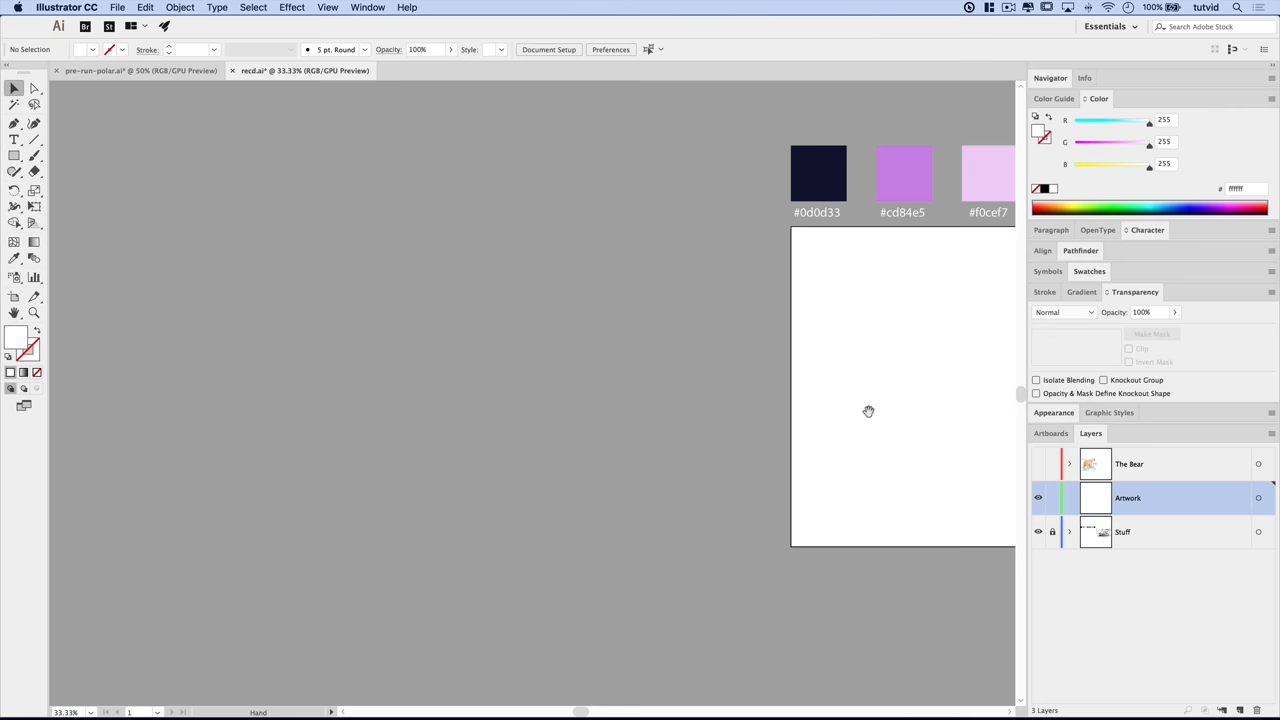 Illustrator CC File Edit Object Type Select Effect View Window Help 100% tutvid
Ai Br St Essentials Search Adobe Stock
No Selection Stroke: 5 pt. Round Opacity: 100% Style: Document Setup Preferences
× pre-run-polar.ai* @ 50% (RGB/GPU Preview) × recd.ai* @ 33.33% (RGB/GPU Preview)
Navigator Info
Color Guide Color
R 255
G 255
B 255
# ffffff
#0d0d33 #cd84e5 #f0cef7
Paragraph OpenType Character
Align Pathfinder
Symbols Swatches
Stroke Gradient Transparency
Normal Opacity: 100%
Make Mask
Clip
Invert Mask
Isolate Blending Knockout Group
Opacity & Mask Define Knockout Shape
Appearance Graphic Styles
Artboards Layers
The Bear
Artwork
Stuff
33.33% 1 Hand 3 Layers